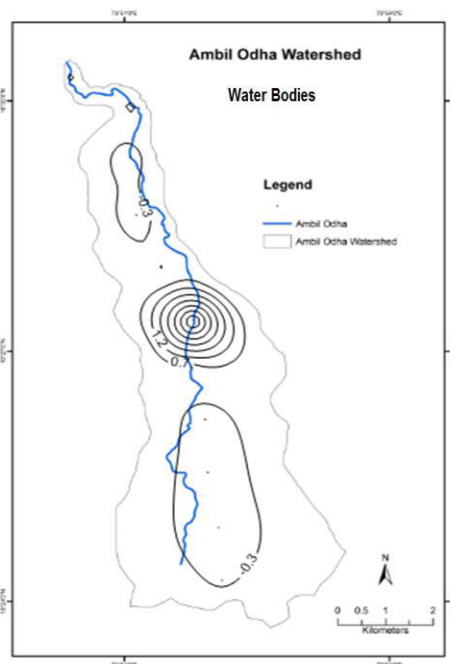 Ambil Odha Watershed
Water Bodies
Legend
Ambil Odha
Ambil Odha Watershed
-0.3
1.2
0.7
-0.3
N
0 0.5 1 2
Kilometers